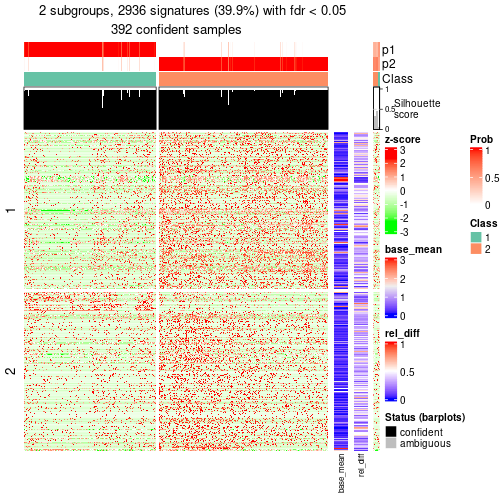 2 subgroups, 2936 signatures (39.9%) with fdr < 0.05
392 confident samples
p1
p2
Class
1
0.5
0
Silhouette
score
1
2
base_mean
rel_diff
z-score
3
2
1
0
-1
-2
-3
base_mean
3
2
1
0
rel_diff
1
0.5
0
Status (barplots)
confident
ambiguous
Prob
1
0.5
0
Class
1
2